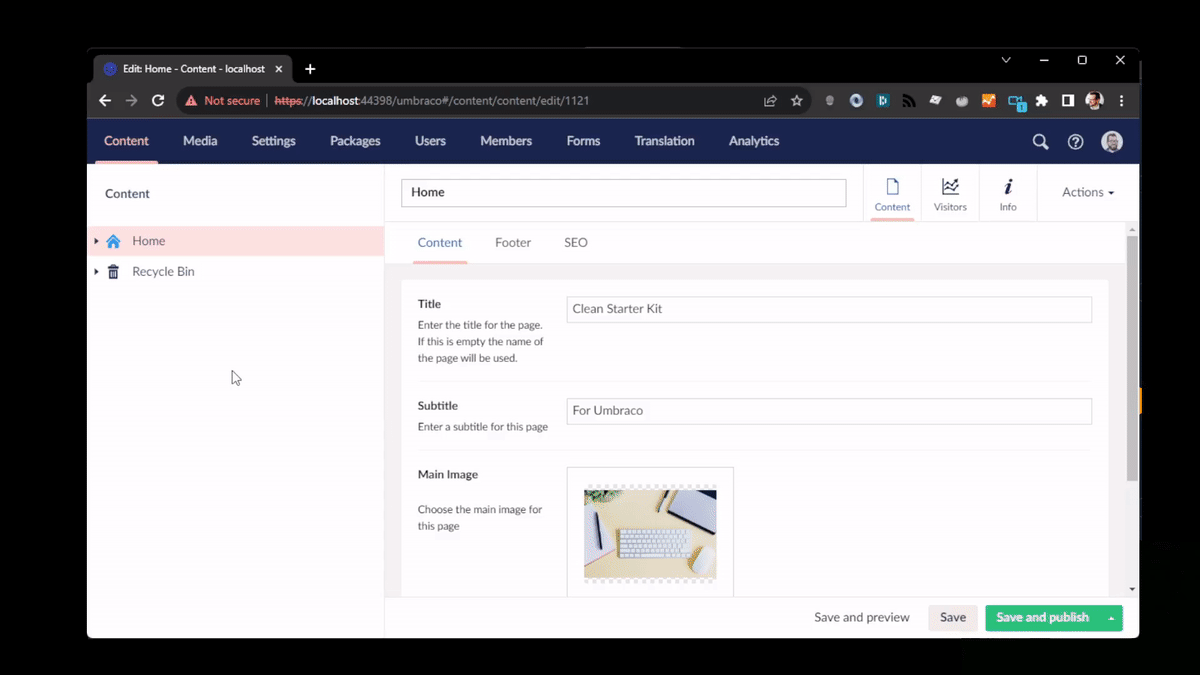 Edit: Home - Content - localhost
Not secure https://localhost:44398/umbraco#/content/content/edit/1121
Content Media Settings Packages Users Members Forms Translation Analytics
Content
Home
Recycle Bin
Home
Content Visitors Info Actions
Content Footer SEO
Title
Enter the title for the page.
If this is empty the name of
the page will be used.
Clean Starter Kit
Subtitle
Enter a subtitle for this page
For Umbraco
Main Image
Choose the main image for
this page
Save and preview Save Save and publish